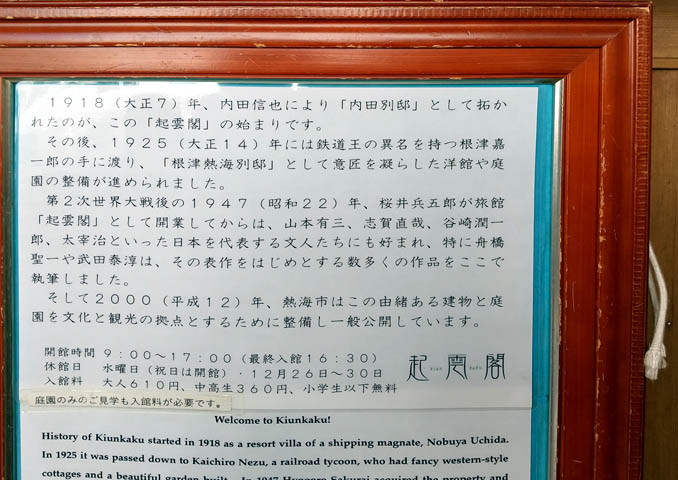 1918（大正7）年、内田信也により「内田別邸」として拓か
れたのが、この「起雲閣」の始まりです。
その後、1925（大正14）年には鉄道王の異名を持つ根津嘉
一郎の手に渡り、「根津熱海別邸」として意匠を凝らした洋館や庭
園の整備が進められました。
第2次世界大戦後の1947（昭和22）年、桜井兵五郎が旅館
「起雲閣」として開業してからは、山本有三、志賀直哉、谷崎潤一
郎、太宰治といった日本を代表する文人たちにも好まれ、特に舟橋
聖一や武田泰淳は、その表作をはじめとする数多くの作品をここで
執筆しました。
そして2000（平成12）年、熱海市はこの由緒ある建物と庭
園を文化と観光の拠点とするために整備し一般公開しています。
開館時間 9：00～17：00（最終入館16：30）
休館日 水曜日（祝日は開館）・12月26日～30日
入館料 大人610円、中高生360円、小学生以下無料
起雲閣
庭園のみのご見学も入館料が必要です。
Welcome to Kiunkaku!
History of Kiunkaku started in 1918 as a resort villa of a shipping magnate, Nobuya Uchida.
In 1925 it was passed down to Kaichiro Nezu, a railroad tycoon, who had fancy western-style
cottages and a beautiful garden built. In 1947 Hyogoro Sakurai acquired the property and